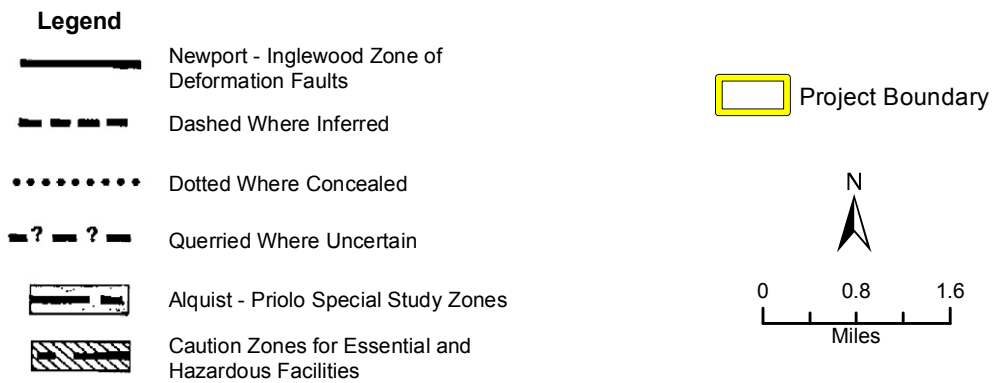 Legend
Newport - Inglewood Zone of
Deformation Faults
Dashed Where Inferred
Dotted Where Concealed
? ?
Querried Where Uncertain
Alquist - Priolo Special Study Zones
Caution Zones for Essential and
Hazardous Facilities
Project Boundary
N
0 0.8 1.6
Miles